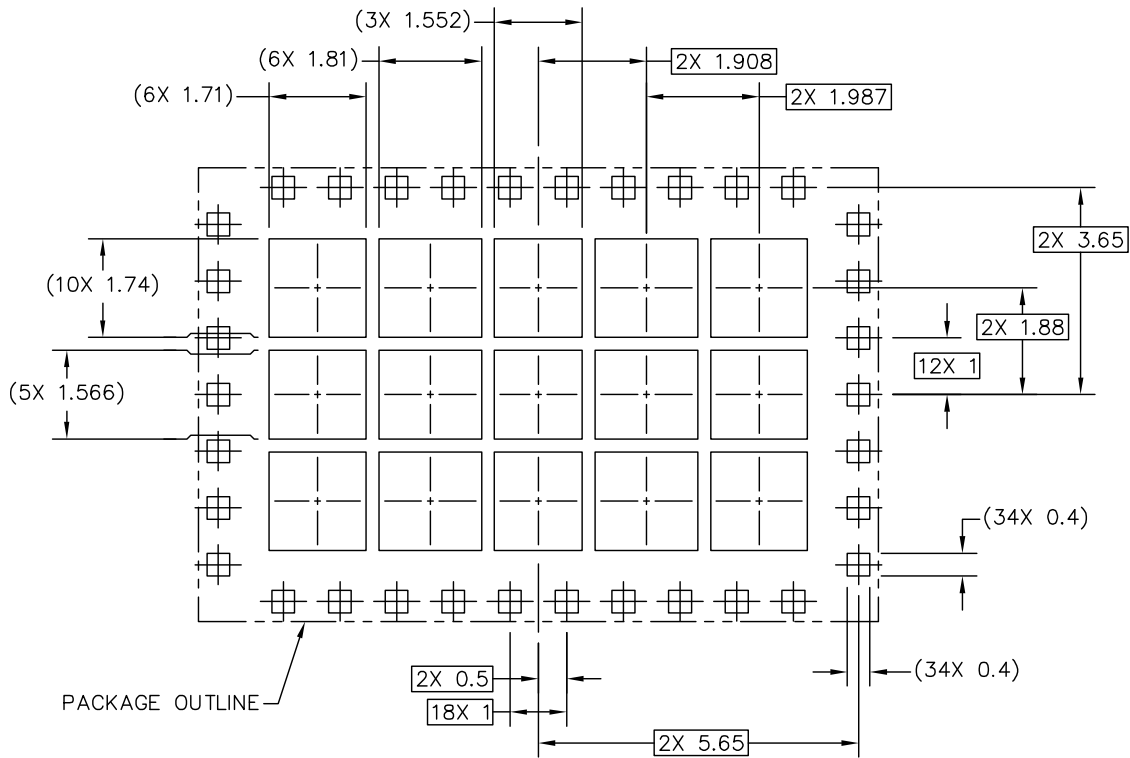 (3X 1.552)
(6X 1.81)
2X 1.908
(6X 1.71)
2X 1.987
2X 3.65
(10X 1.74)
2X 1.88
12X 1
(5X 1.566)
(34X 0.4)
(34X 0.4)
2X 0.5
PACKAGE OUTLINE
18X 1
2X 5.65